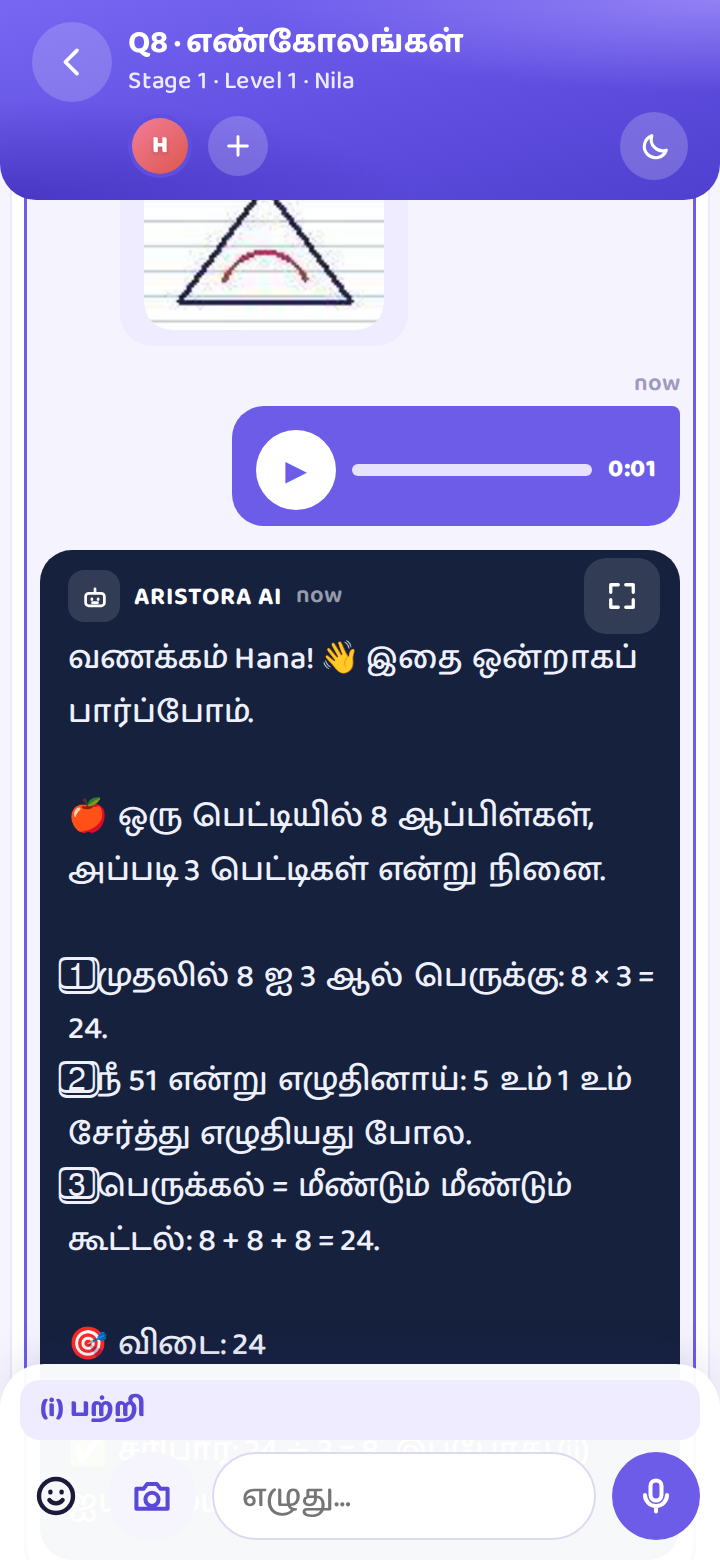 Q8 · எண்கோலங்கள்
Stage 1 · Level 1 · Nila
H
now
0:01
ARISTORA AI now
வணக்கம் Hana! 👋 இதை ஒன்றாகப்
பார்ப்போம்.
🍎 ஒரு பெட்டியில் 8 ஆப்பிள்கள்,
அப்படி 3 பெட்டிகள் என்று நினை.
1 முதலில் 8 ஐ 3 ஆல் பெருக்கு: 8 × 3 =
24.
2 நீ 51 என்று எழுதினாய்: 5 உம் 1 உம்
சேர்த்து எழுதியது போல.
3 பெருக்கல் = மீண்டும் மீண்டும்
கூட்டல்: 8 + 8 + 8 = 24.
🎯 விடை: 24
(i) பற்றி
எழுது...